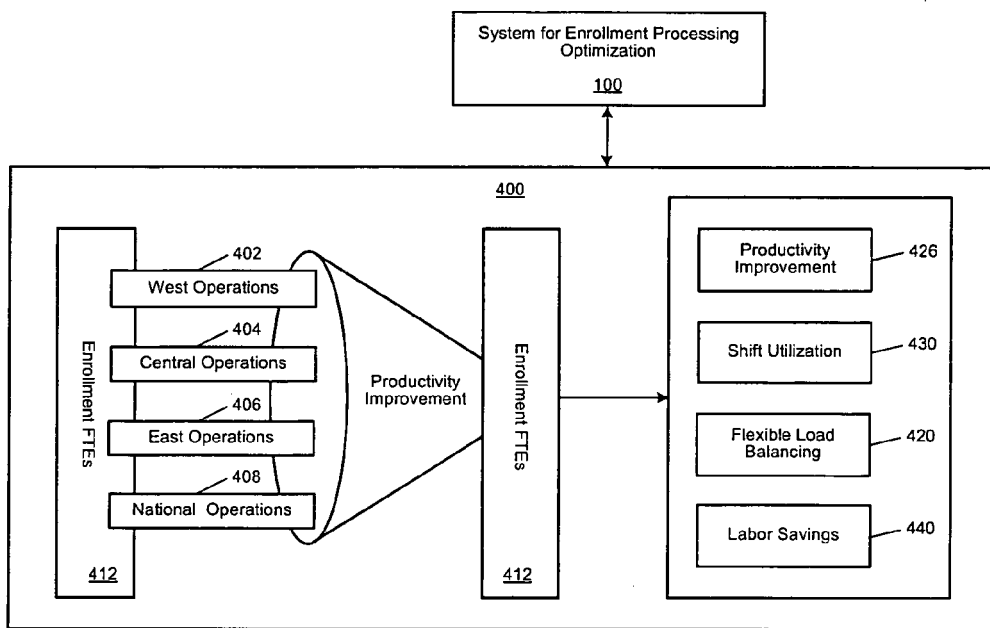 System for Enrollment Processing
Optimization
100
400
402
West Operations
404
Central Operations
406
East Operations
408
National Operations
Enrollment FTEs
412
Productivity
Improvement
Enrollment FTEs
412
Productivity
Improvement
426
Shift Utilization
430
Flexible Load
Balancing
420
Labor Savings
440